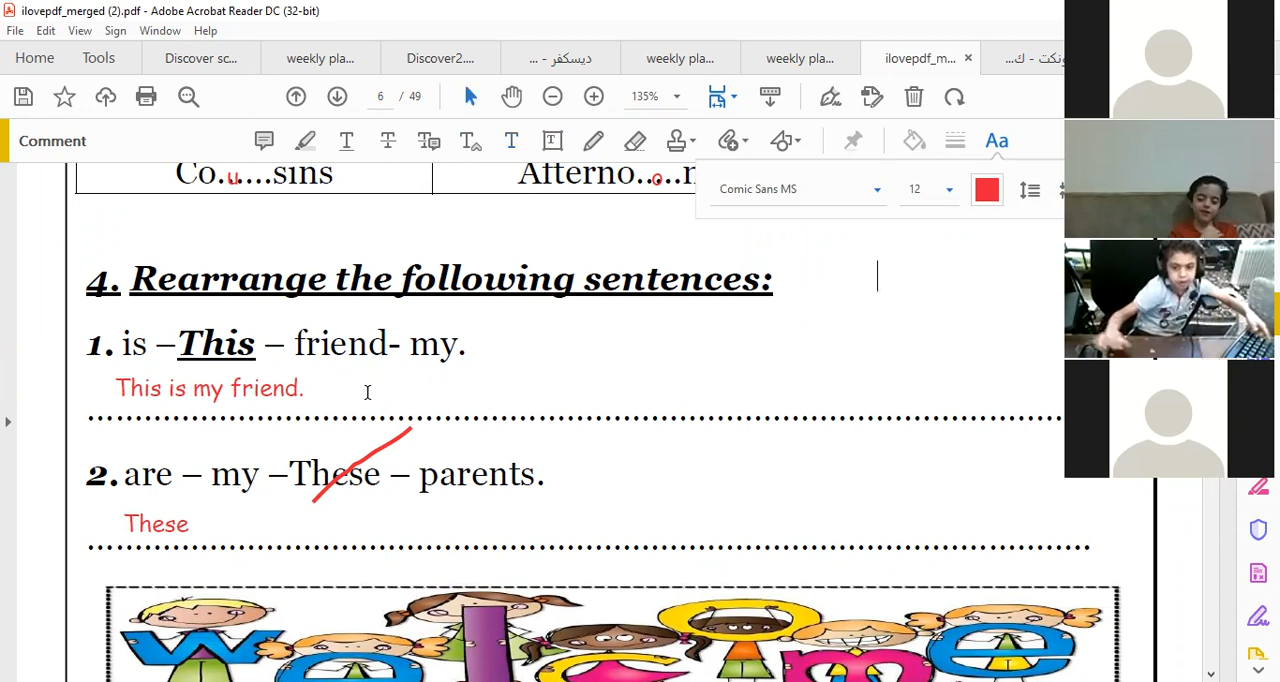 ilovepdf_merged (2).pdf - Adobe Acrobat Reader DC (32-bit)
File Edit View Sign Window Help
Home Tools Discover sc... weekly pla... Discover2.... ديسكفر - ... weekly pla... weekly pla... ilovepdf_m... × ونكت - ك...
6 / 49 135%
Comment T T T T T Aa
Co..u....sins Afterno..o...n
Comic Sans MS 12
4. Rearrange the following sentences:
1. is –This – friend- my.
This is my friend.
2. are – my –These – parents.
These
welcome